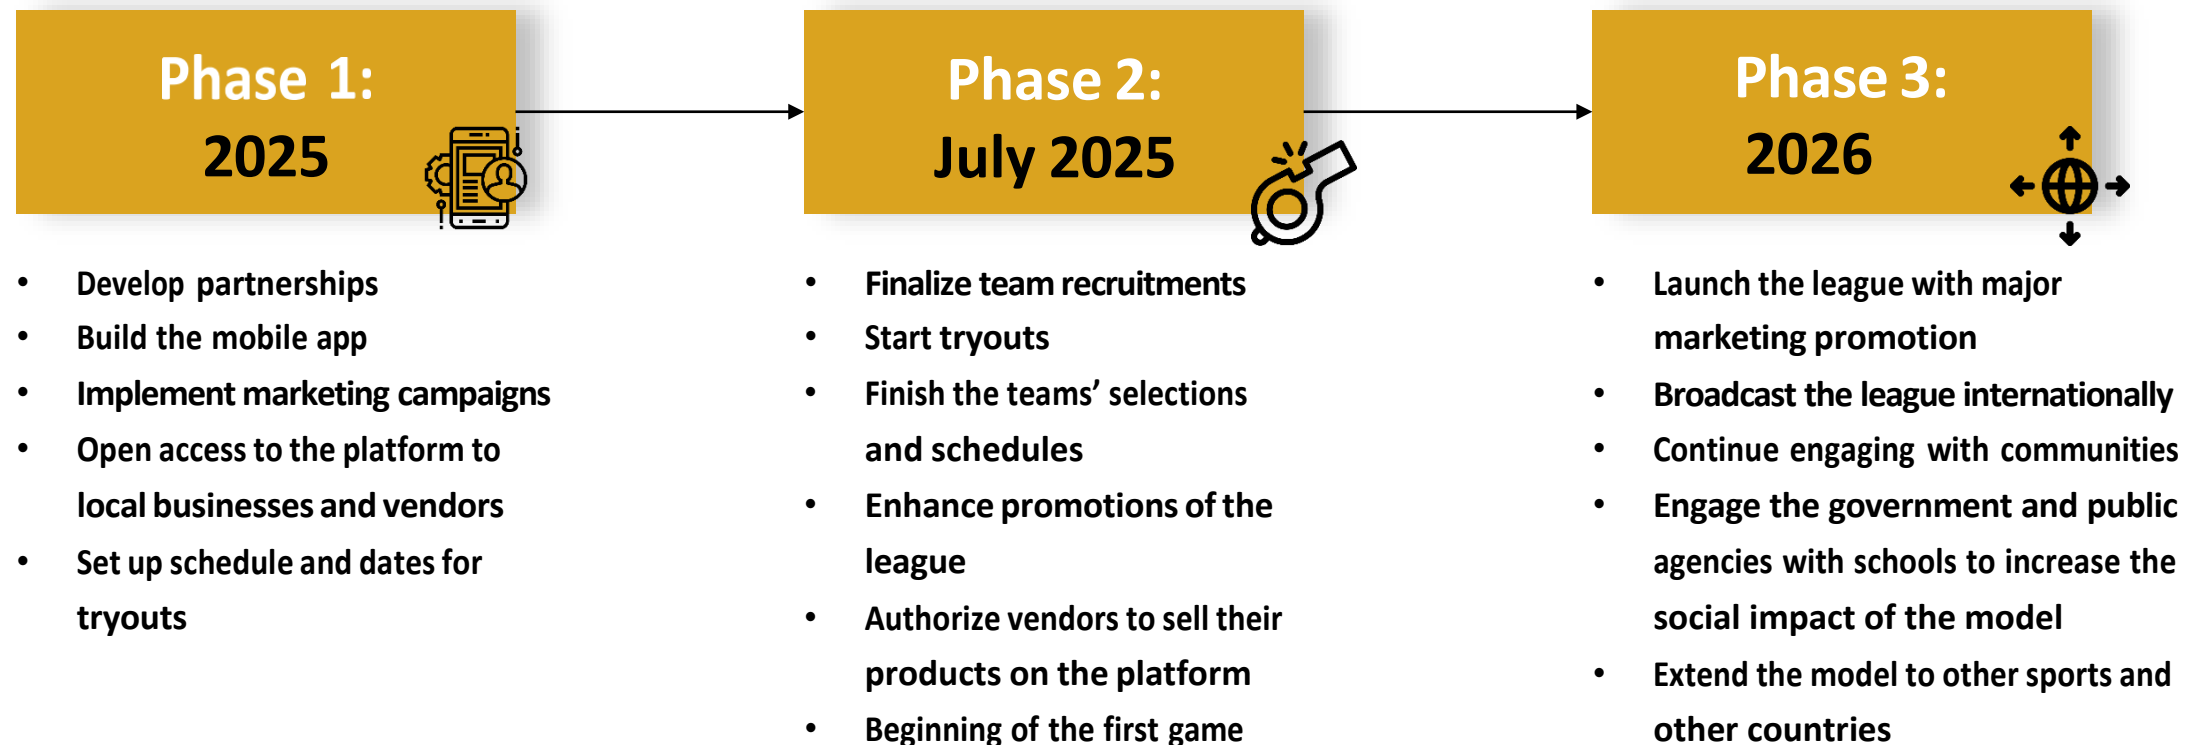 Phase 1:
2025
• Develop partnerships
• Build the mobile app
• Implement marketing campaigns
• Open access to the platform to
local businesses and vendors
• Set up schedule and dates for
tryouts
Phase 2:
July 2025
• Finalize team recruitments
• Start tryouts
• Finish the teams’ selections
and schedules
• Enhance promotions of the
league
• Authorize vendors to sell their
products on the platform
• Beginning of the first game
Phase 3:
2026
• Launch the league with major
marketing promotion
• Broadcast the league internationally
• Continue engaging with communities
• Engage the government and public
agencies with schools to increase the
social impact of the model
• Extend the model to other sports and
other countries